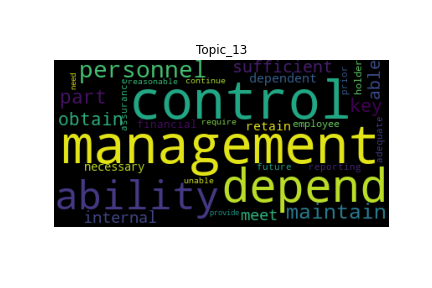 Topic_13
need
personnel
reasonable
continue
sufficient
dependent
prior
holder
able
part
assurance
control
key
obtain
financial
require
retain
employee
adequate
management
necessary
future
reporting
unable
ability
depend
internal
provide
meet
maintain